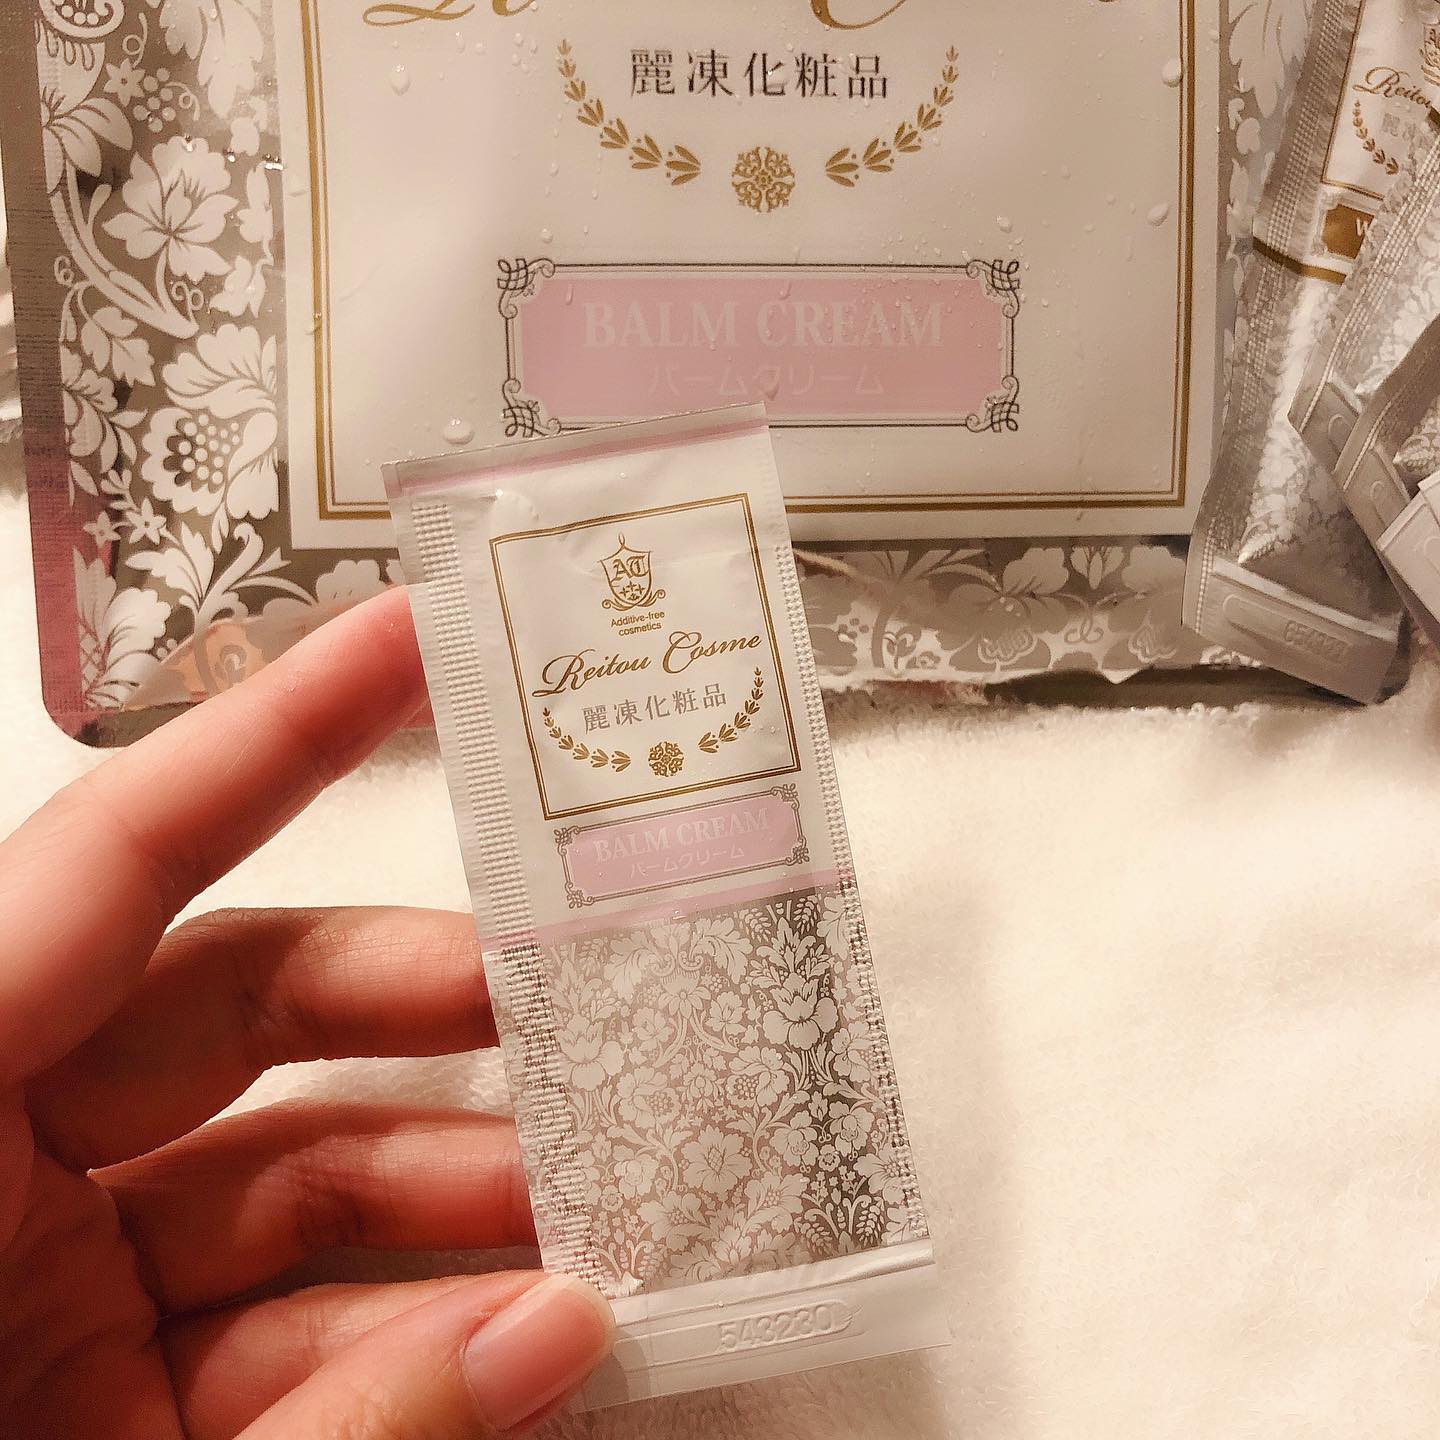 麗凍化粧品
BALM CREAM
バームクリーム
Reitou
AT
Additive-free
cosmetics
Reitou Cosme
麗凍化粧品
BALM CREAM
バームクリーム
543230